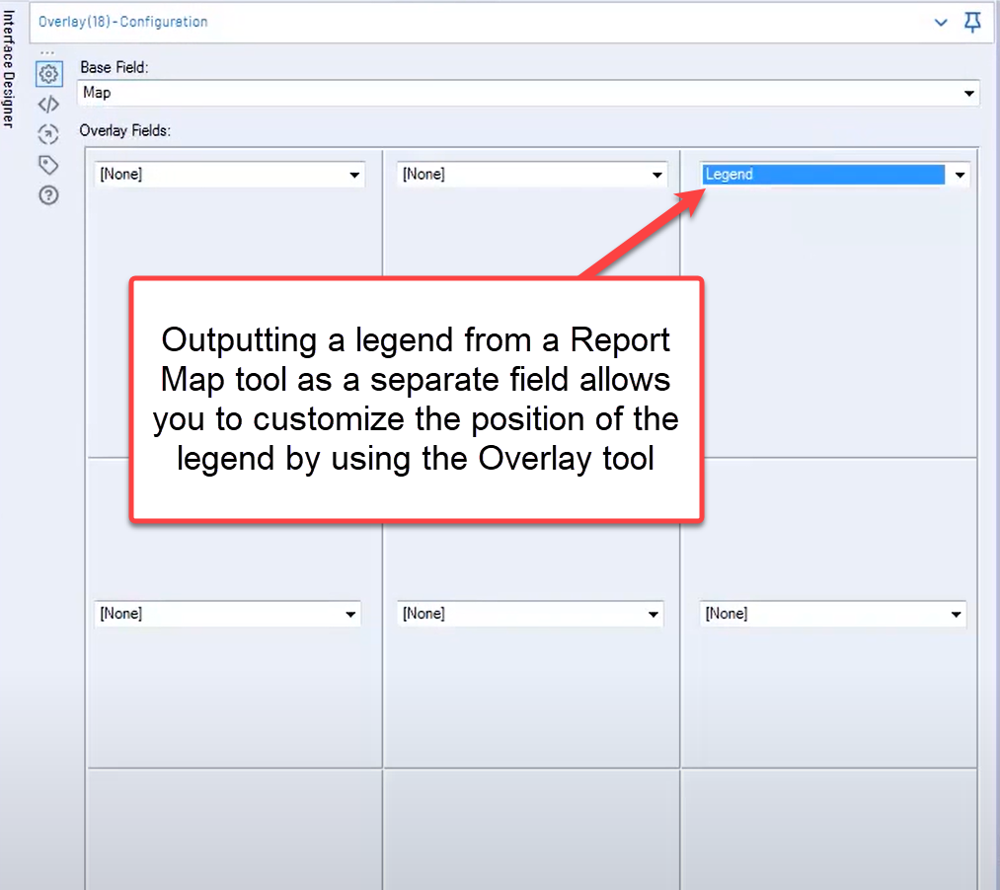 Interface Designer
Overlay (18) - Configuration
Base Field:
Map
Overlay Fields:
[None]
[None]
Legend
Outputting a legend from a Report
Map tool as a separate field allows
you to customize the position of the
legend by using the Overlay tool
[None]
[None]
[None]